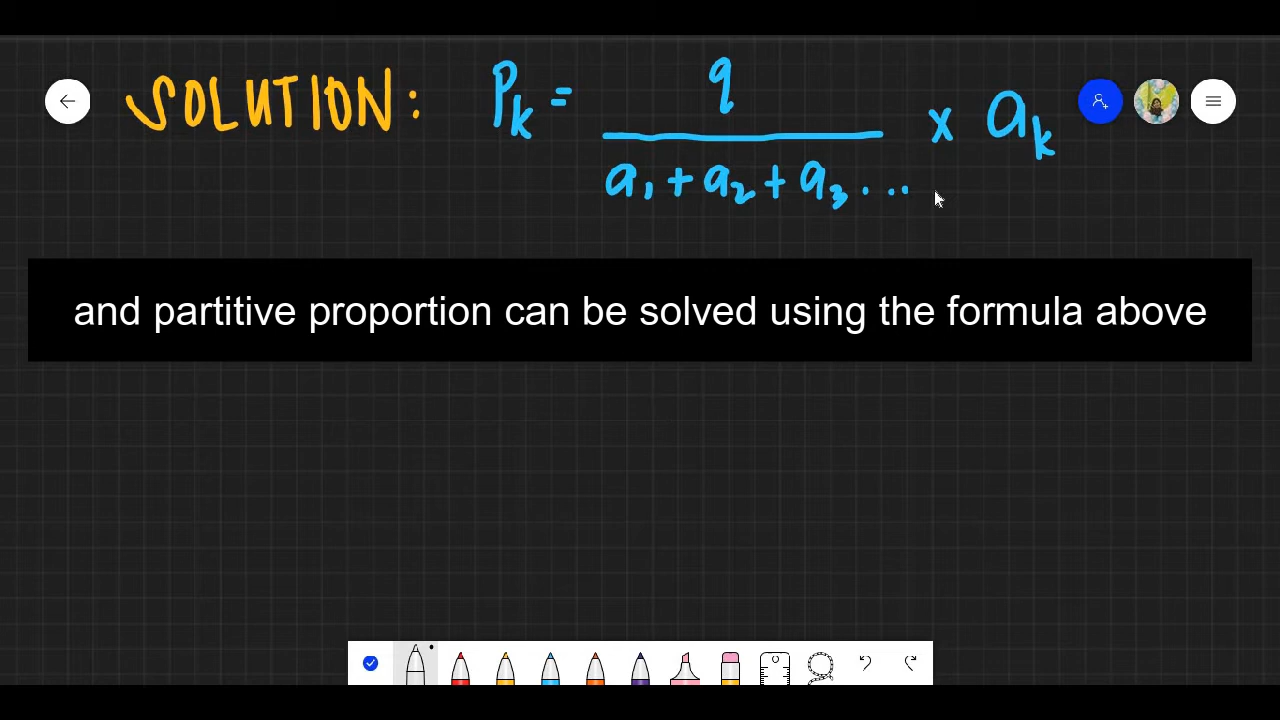 SOLUTION: Pk = q / (a1 + a2 + a3 ...) x ak
and partitive proportion can be solved using the formula above